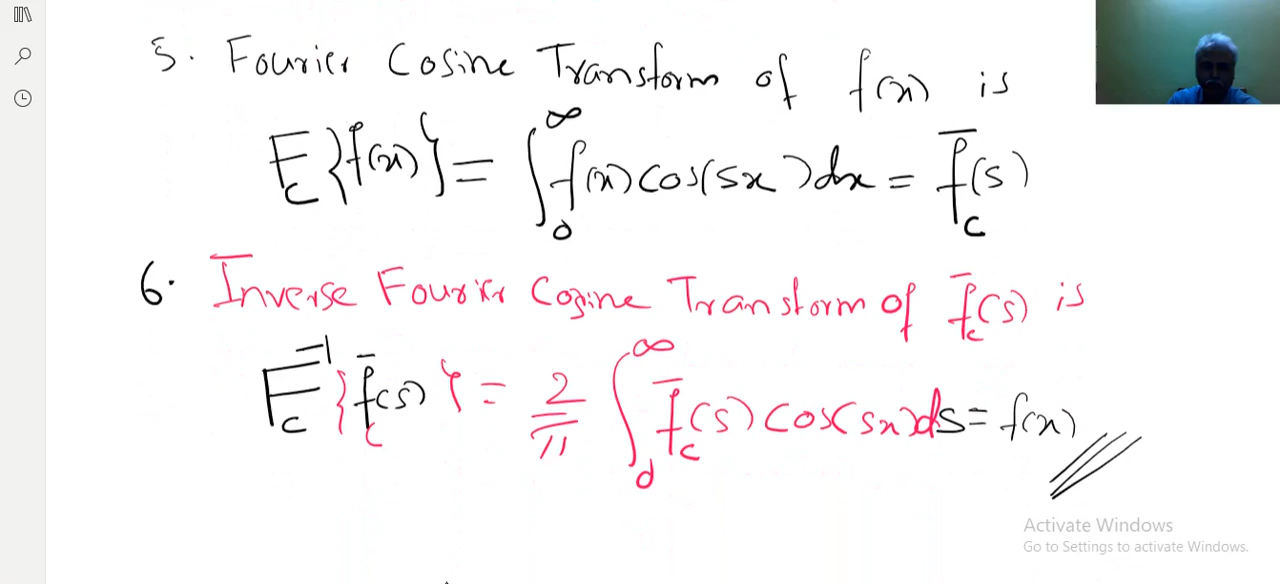 5. Fourier Cosine Transform of f(x) is
F_c{f(x)} = ∫_0^∞ f(x) cos(sx) dx = f̄_c(s)
6. Inverse Fourier Cosine Transform of f̄_c(s) is
F_c^{-1}{f̄_c(s)} = 2/π ∫_0^∞ f̄_c(s) cos(sx) ds = f(x)
Activate Windows
Go to Settings to activate Windows.